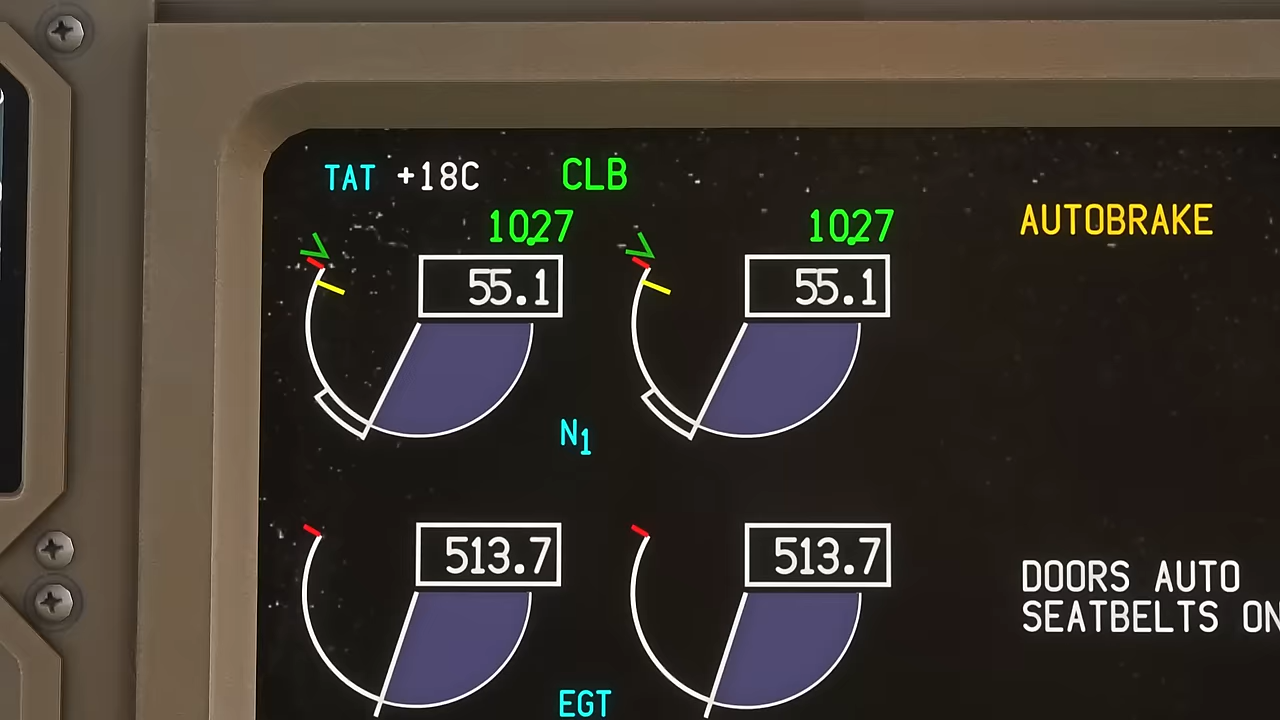 TAT +18C CLB
102.7 102.7
AUTOBRAKE
55.1 55.1
N1
513.7 513.7
DOORS AUTO
SEATBELTS ON
EGT